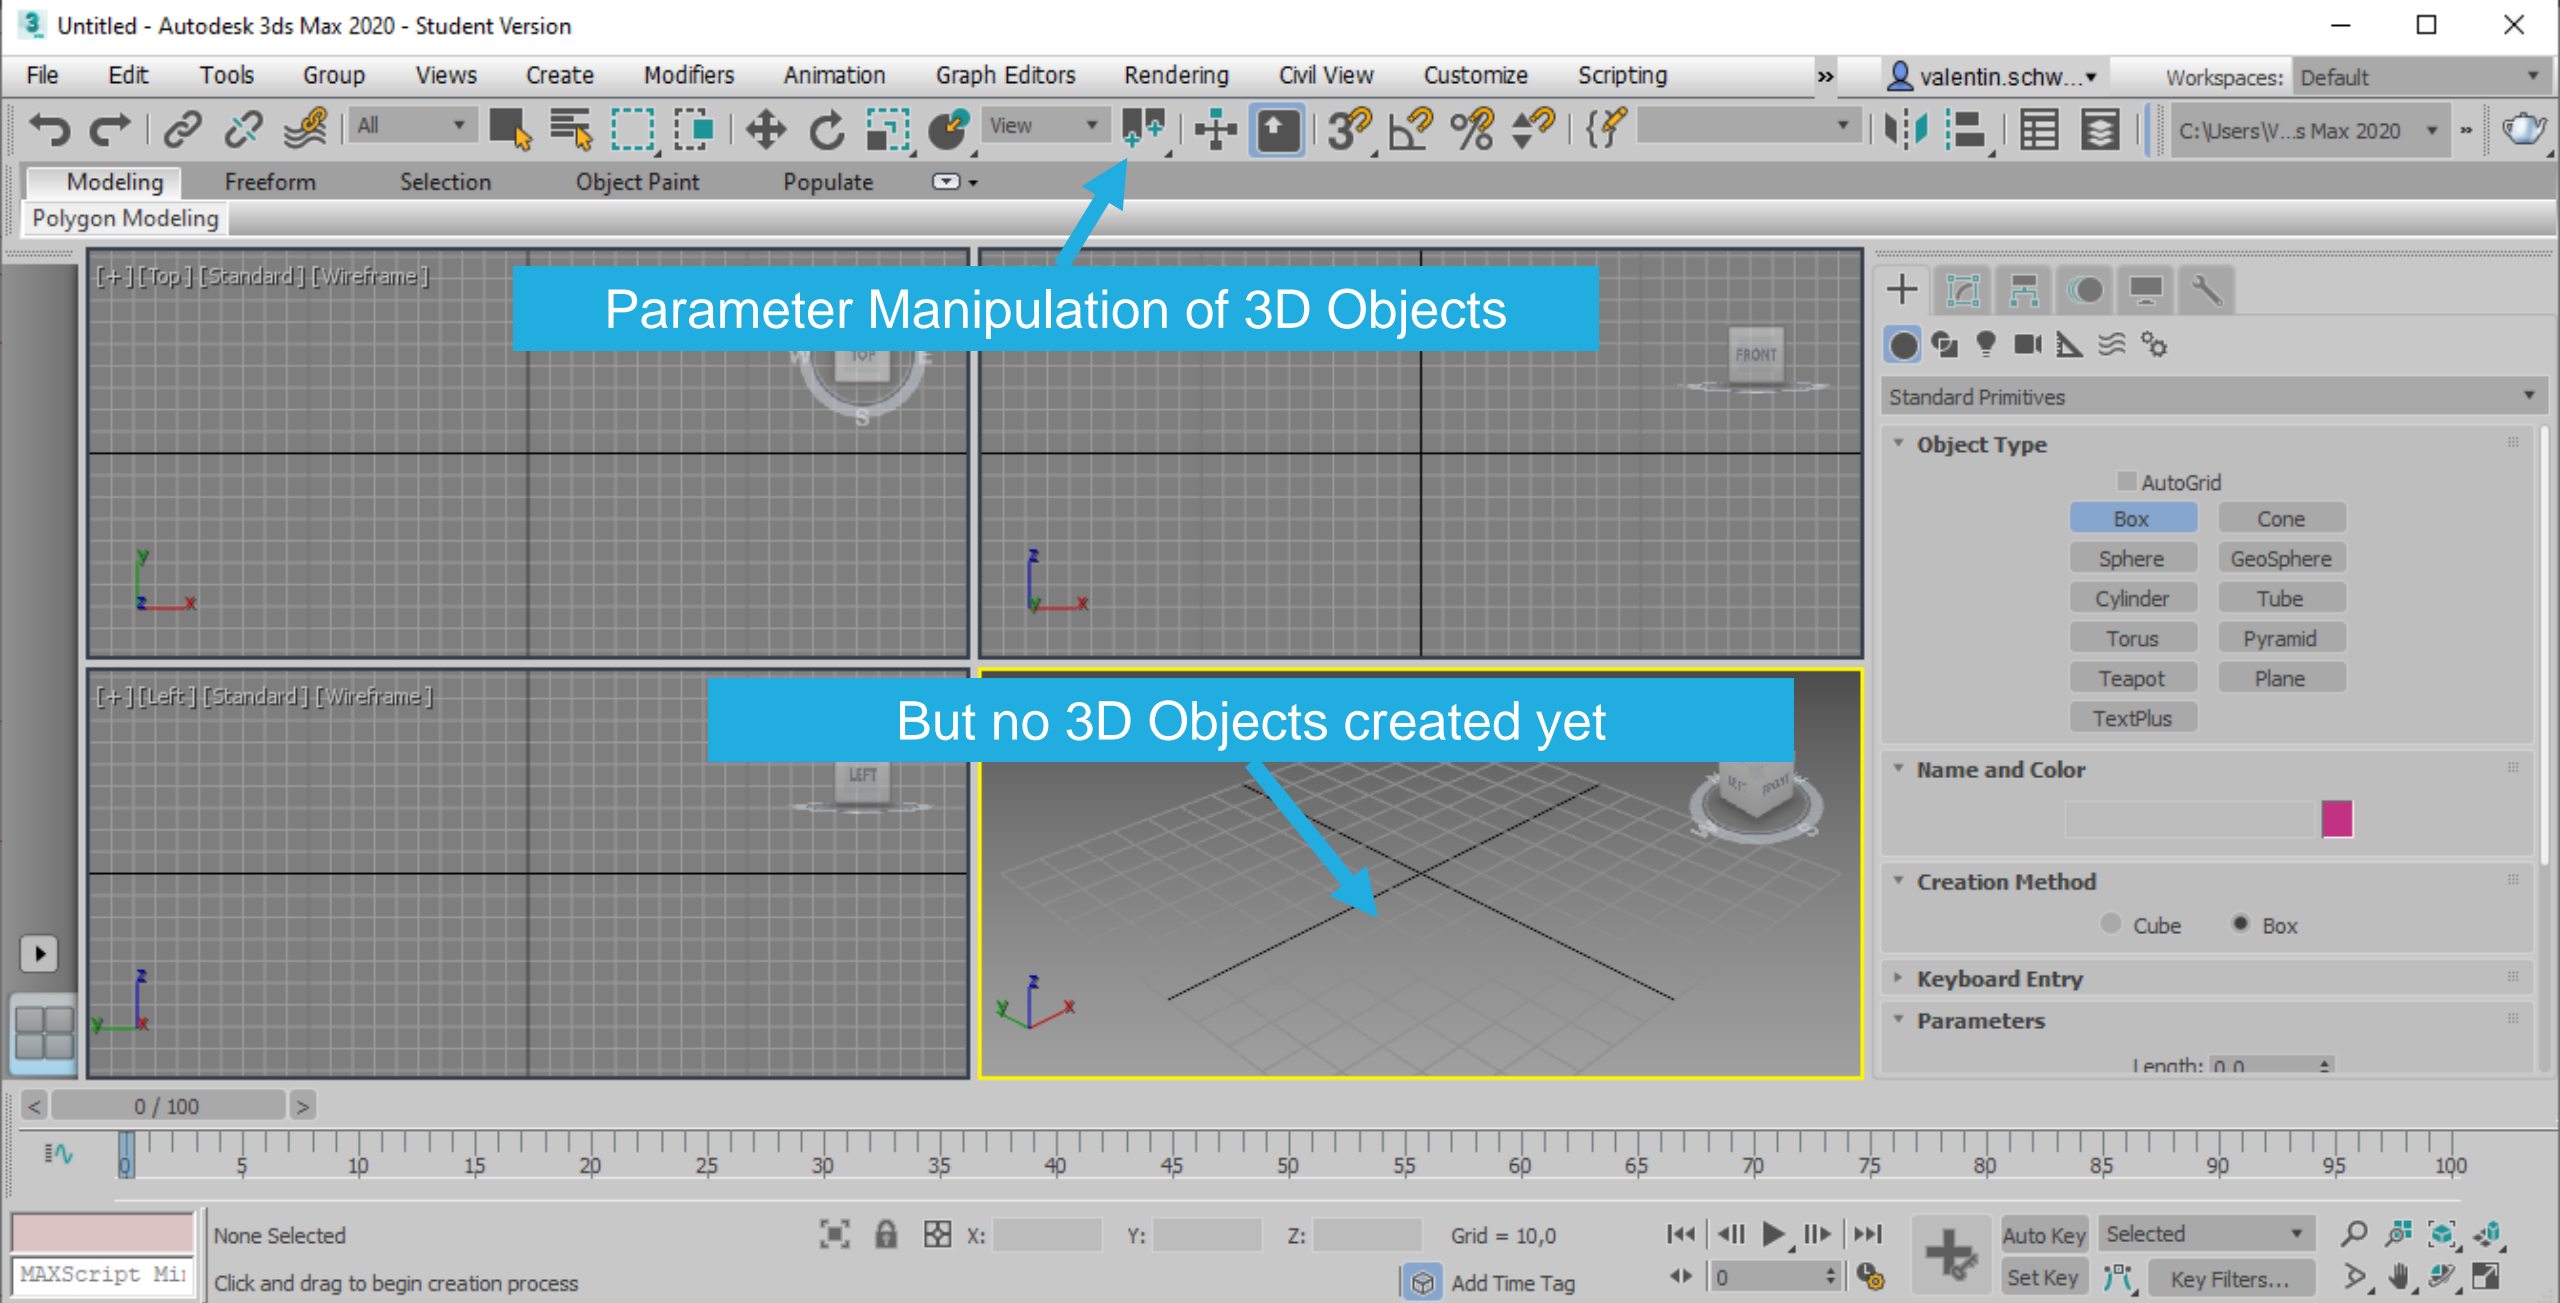 Untitled - Autodesk 3ds Max 2020 - Student Version
File Edit Tools Group Views Create Modifiers Animation Graph Editors Rendering Civil View Customize Scripting » valentin.schw... Workspaces: Default
All View 3 C:\Users\V...s Max 2020 »
Modeling Freeform Selection Object Paint Populate
Polygon Modeling
[+][Top][Standard][Wireframe]
Parameter Manipulation of 3D Objects
W TOP E
S
FRONT
Standard Primitives
Object Type
AutoGrid
Box Cone
Sphere GeoSphere
Cylinder Tube
Torus Pyramid
Teapot Plane
TextPlus
y
z x
z
y x
[+][Left][Standard][Wireframe]
But no 3D Objects created yet
LEFT
LEFT FRONT
S
Name and Color
Creation Method
Cube Box
Keyboard Entry
Parameters
Length: 0,0
z
y x
z
y x
< 0 / 100 >
0 5 10 15 20 25 30 35 40 45 50 55 60 65 70 75 80 85 90 95 100
None Selected X: Y: Z: Grid = 10,0 Auto Key Selected
MAXScript Mi Click and drag to begin creation process Add Time Tag 0 Set Key Key Filters...